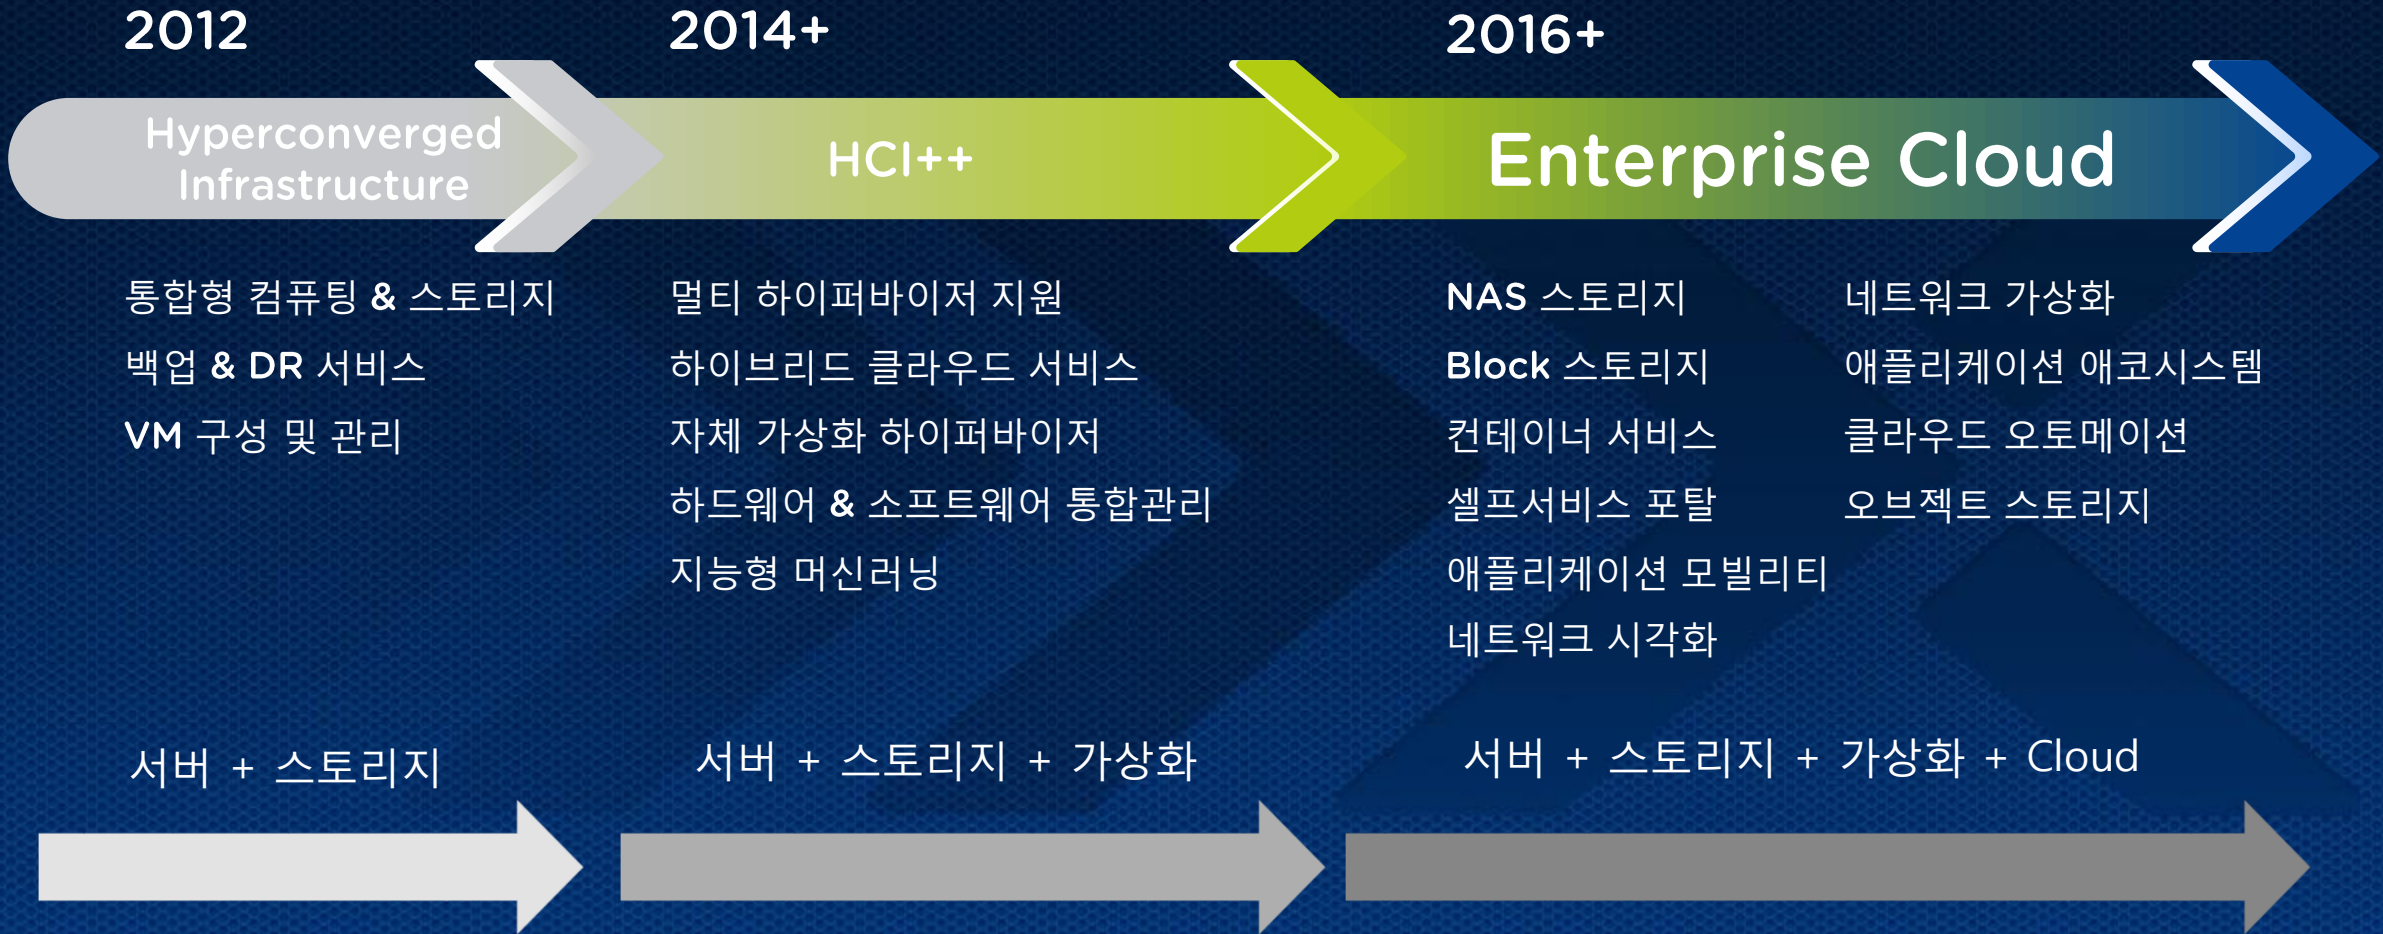 2012
Hyperconverged
Infrastructure
통합형 컴퓨팅 & 스토리지
백업 & DR 서비스
VM 구성 및 관리
서버 + 스토리지
2014+
HCI++
멀티 하이퍼바이저 지원
하이브리드 클라우드 서비스
자체 가상화 하이퍼바이저
하드웨어 & 소프트웨어 통합관리
지능형 머신러닝
서버 + 스토리지 + 가상화
2016+
Enterprise Cloud
NAS 스토리지
Block 스토리지
컨테이너 서비스
셀프서비스 포탈
애플리케이션 모빌리티
네트워크 시각화
네트워크 가상화
애플리케이션 애코시스템
클라우드 오토메이션
오브젝트 스토리지
서버 + 스토리지 + 가상화 + Cloud